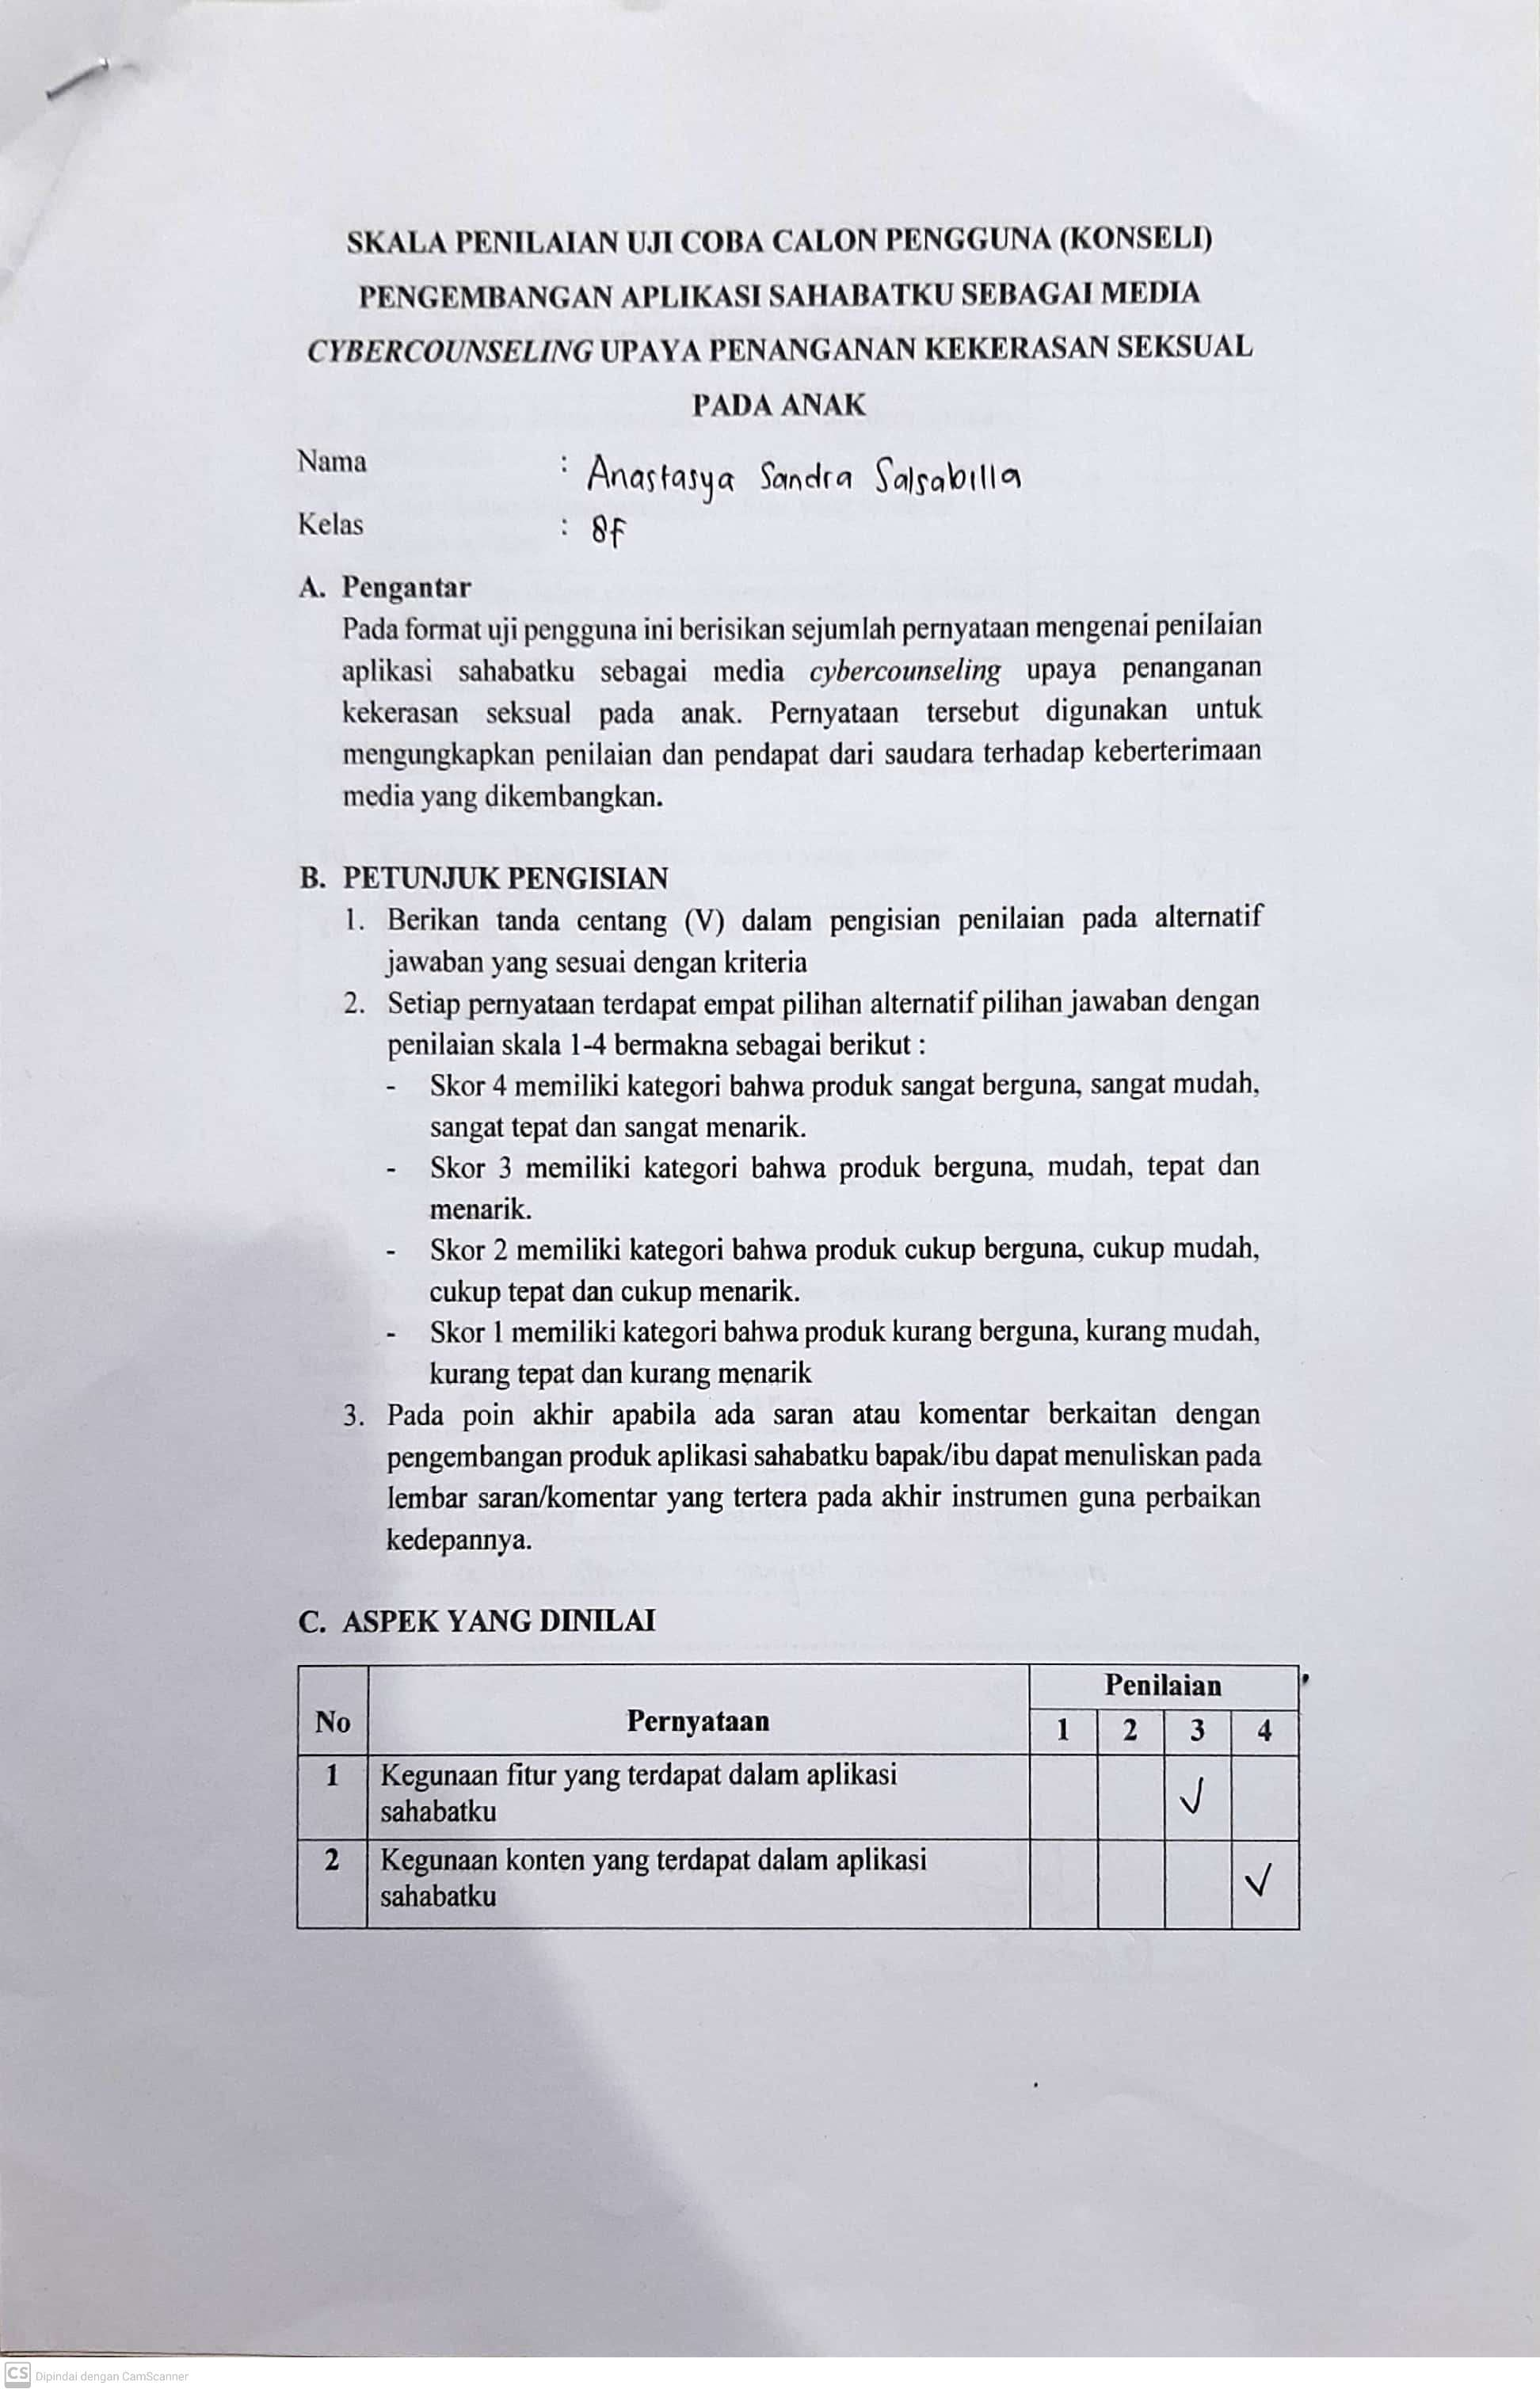 SKALA PENILAIAN UJI COBA CALON PENGGUNA (KONSELI)
PENGEMBANGAN APLIKASI SAHABATKU SEBAGAI MEDIA
CYBERCOUNSELING UPAYA PENANGANAN KEKERASAN SEKSUAL
PADA ANAK
Nama : Anastasya Sandra Salsabilla
Kelas : 8F
A. Pengantar
Pada format uji pengguna ini berisikan sejumlah pernyataan mengenai penilaian
aplikasi sahabatku sebagai media cybercounseling upaya penanganan
kekerasan seksual pada anak. Pernyataan tersebut digunakan untuk
mengungkapkan penilaian dan pendapat dari saudara terhadap keberterimaan
media yang dikembangkan.
B. PETUNJUK PENGISIAN
1. Berikan tanda centang (V) dalam pengisian penilaian pada alternatif
jawaban yang sesuai dengan kriteria
2. Setiap pernyataan terdapat empat pilihan alternatif pilihan jawaban dengan
penilaian skala 1-4 bermakna sebagai berikut :
- Skor 4 memiliki kategori bahwa produk sangat berguna, sangat mudah,
sangat tepat dan sangat menarik.
- Skor 3 memiliki kategori bahwa produk berguna, mudah, tepat dan
menarik.
- Skor 2 memiliki kategori bahwa produk cukup berguna, cukup mudah,
cukup tepat dan cukup menarik.
- Skor 1 memiliki kategori bahwa produk kurang berguna, kurang mudah,
kurang tepat dan kurang menarik
3. Pada poin akhir apabila ada saran atau komentar berkaitan dengan
pengembangan produk aplikasi sahabatku bapak/ibu dapat menuliskan pada
lembar saran/komentar yang tertera pada akhir instrumen guna perbaikan
kedepannya.
C. ASPEK YANG DINILAI
No Pernyataan Penilaian
1 2 3 4
1 Kegunaan fitur yang terdapat dalam aplikasi
sahabatku √
2 Kegunaan konten yang terdapat dalam aplikasi
sahabatku √
CS Dipindai dengan CamScanner